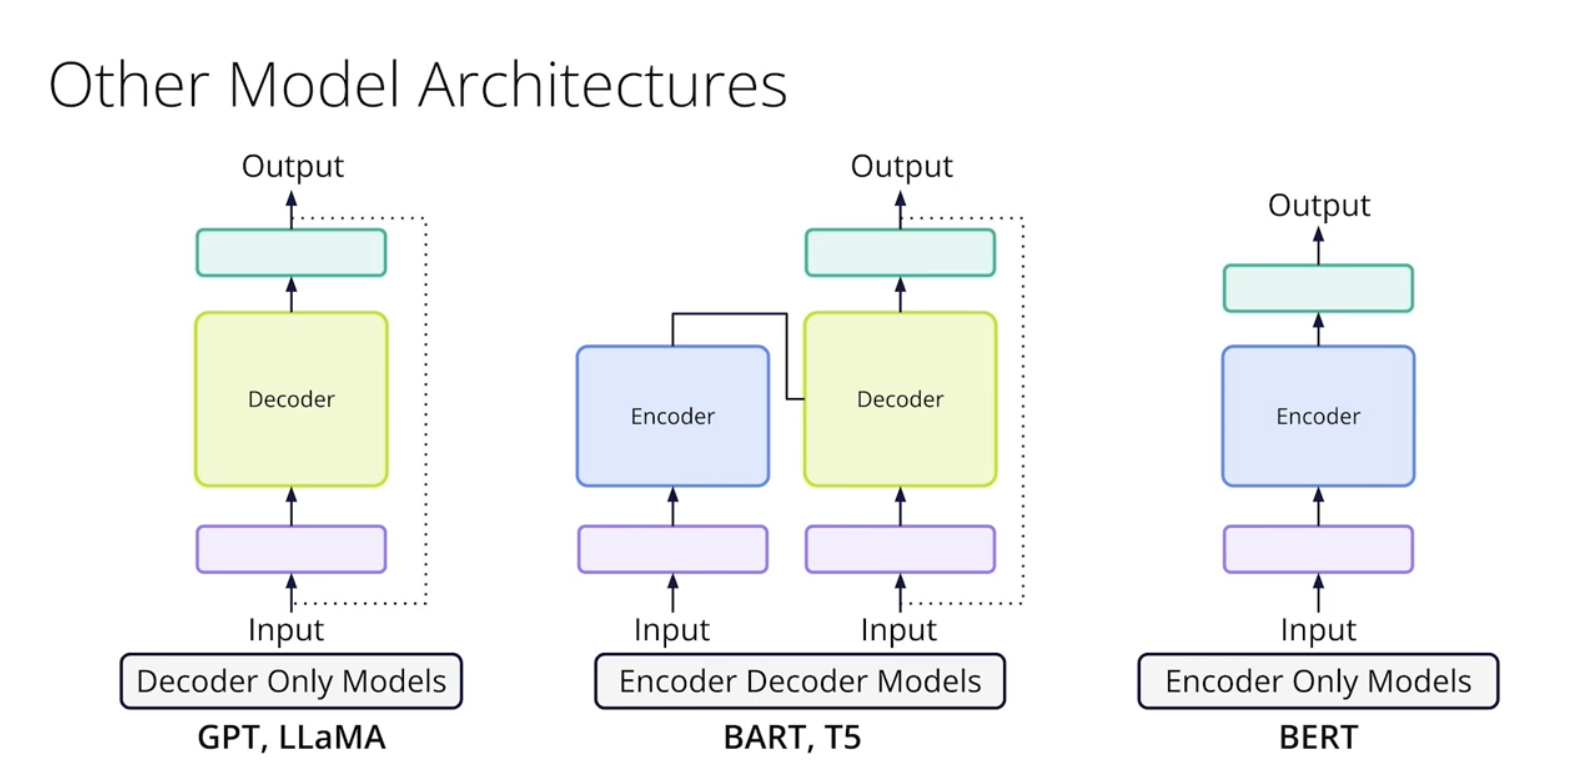 Other Model Architectures
Output
Decoder
Input
Decoder Only Models
GPT, LLaMA
Output
Encoder
Decoder
Input
Input
Encoder Decoder Models
BART, T5
Output
Encoder
Input
Encoder Only Models
BERT